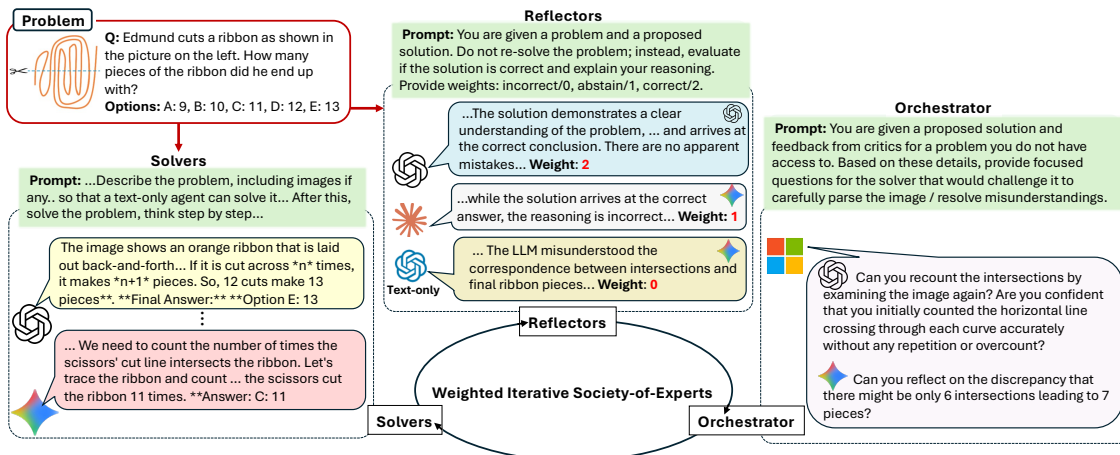 Problem
Q: Edmund cuts a ribbon as shown in
the picture on the left. How many
pieces of the ribbon did he end up
with?
Options: A: 9, B: 10, C: 11, D: 12, E: 13
Solvers
Prompt: ...Describe the problem, including images if
any.. so that a text-only agent can solve it... After this,
solve the problem, think step by step...
The image shows an orange ribbon that is laid
out back-and-forth... If it is cut across *n* times,
it makes *n+1* pieces. So, 12 cuts make 13
pieces**. **Final Answer:** **Option E: 13
... We need to count the number of times the
scissors' cut line intersects the ribbon. Let's
trace the ribbon and count ... the scissors cut
the ribbon 11 times. **Answer: C: 11
Reflectors
Prompt: You are given a problem and a proposed
solution. Do not re-solve the problem; instead, evaluate
if the solution is correct and explain your reasoning.
Provide weights: incorrect/0, abstain/1, correct/2.
...The solution demonstrates a clear
understanding of the problem, ... and arrives at
the correct conclusion. There are no apparent
mistakes... Weight: 2
...while the solution arrives at the correct
answer, the reasoning is incorrect... Weight: 1
... The LLM misunderstood the
correspondence between intersections and
final ribbon pieces... Weight: 0
Text-only
Orchestrator
Prompt: You are given a proposed solution and
feedback from critics for a problem you do not have
access to. Based on these details, provide focused
questions for the solver that would challenge it to
carefully parse the image / resolve misunderstandings.
Can you recount the intersections by
examining the image again? Are you confident
that you initially counted the horizontal line
crossing through each curve accurately
without any repetition or overcount?
Can you reflect on the discrepancy that
there might be only 6 intersections leading to 7
pieces?
Reflectors
Weighted Iterative Society-of-Experts
Solvers
Orchestrator